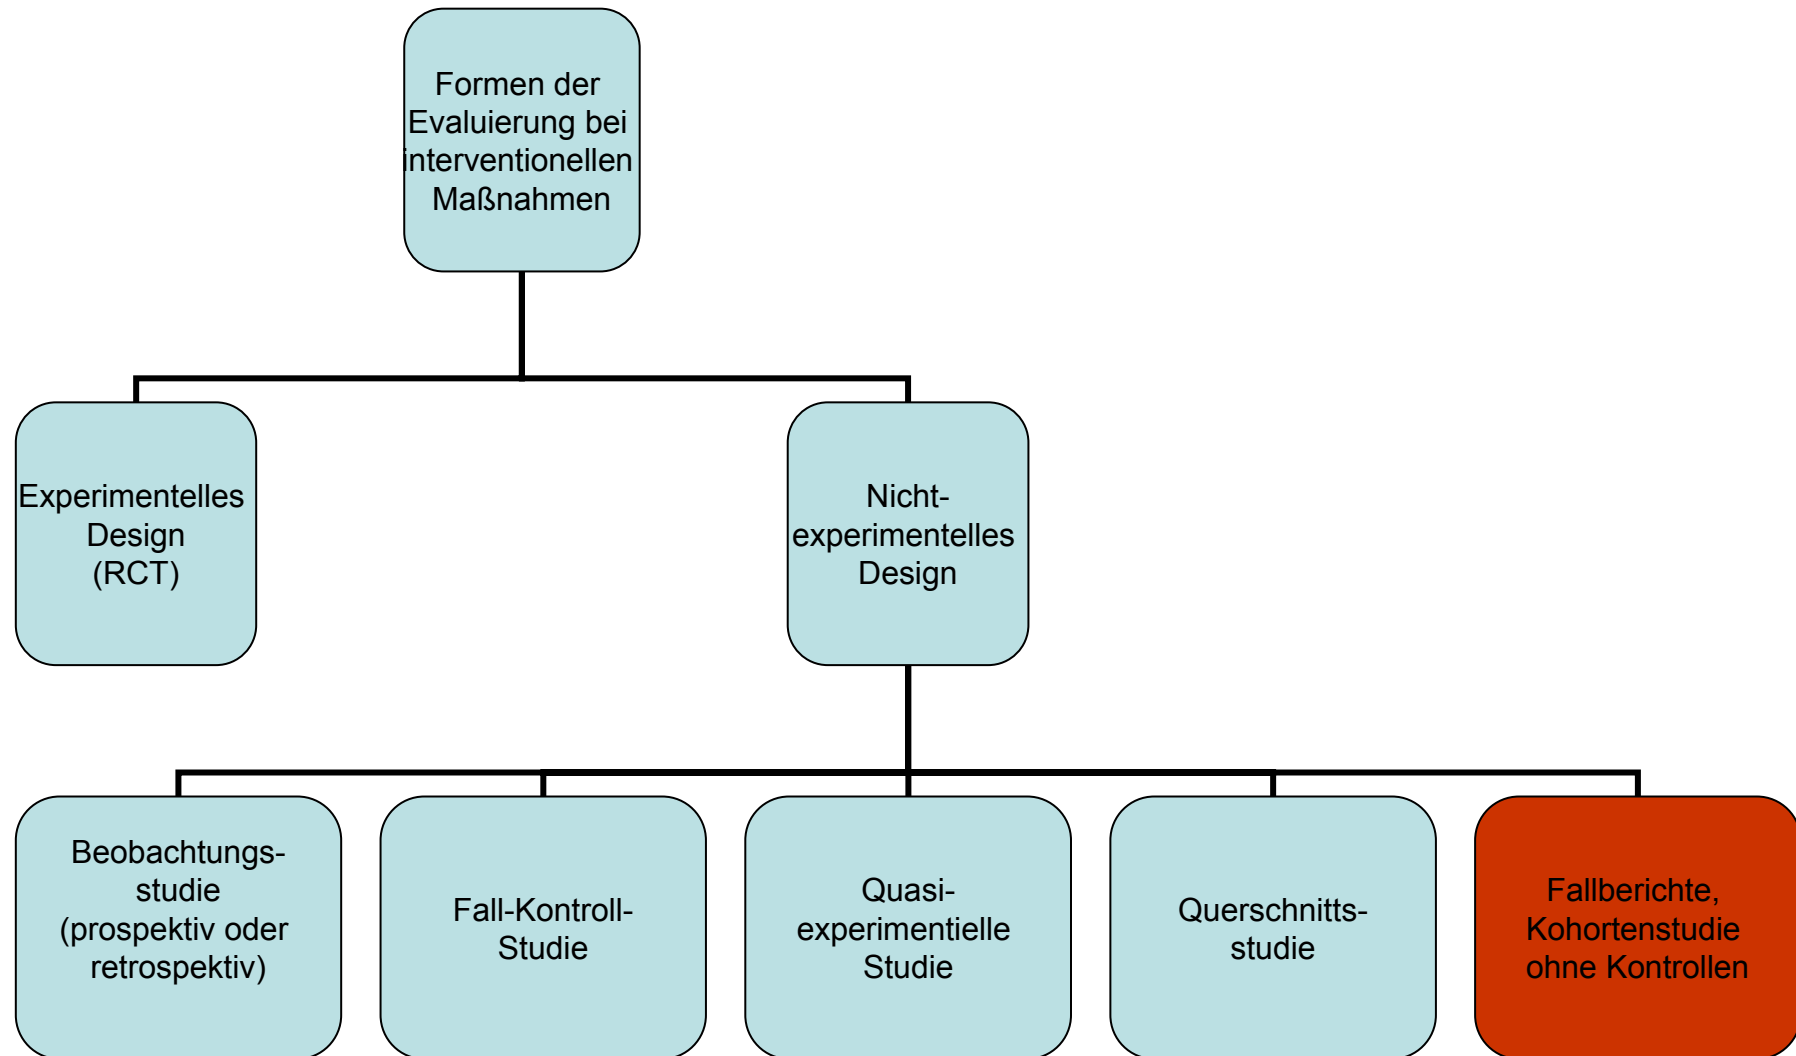 Formen der
Evaluierung bei
interventionellen
Maßnahmen
Experimentelles
Design
(RCT)
Nicht-
experimentelles
Design
Beobachtungs-
studie
(prospektiv oder
retrospektiv)
Fall-Kontroll-
Studie
Quasi-
experimentielle
Studie
Querschnitts-
studie
Fallberichte,
Kohortenstudie
ohne Kontrollen